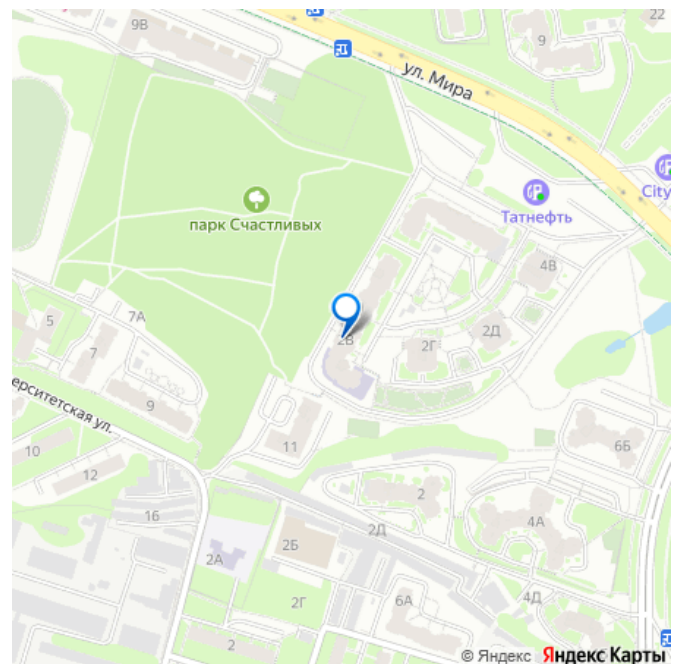 9В
22
9
ул. Мира
City
Татнефть
парк Счастливых
4В
5
7А
7
2В
2Г
2Д
9
ерситетская ул.
10
12
11
6Б
16
2
4А
2Д
2Б
2А
2Г
6А
4Д
2
© Яндекс Яндекс Карты